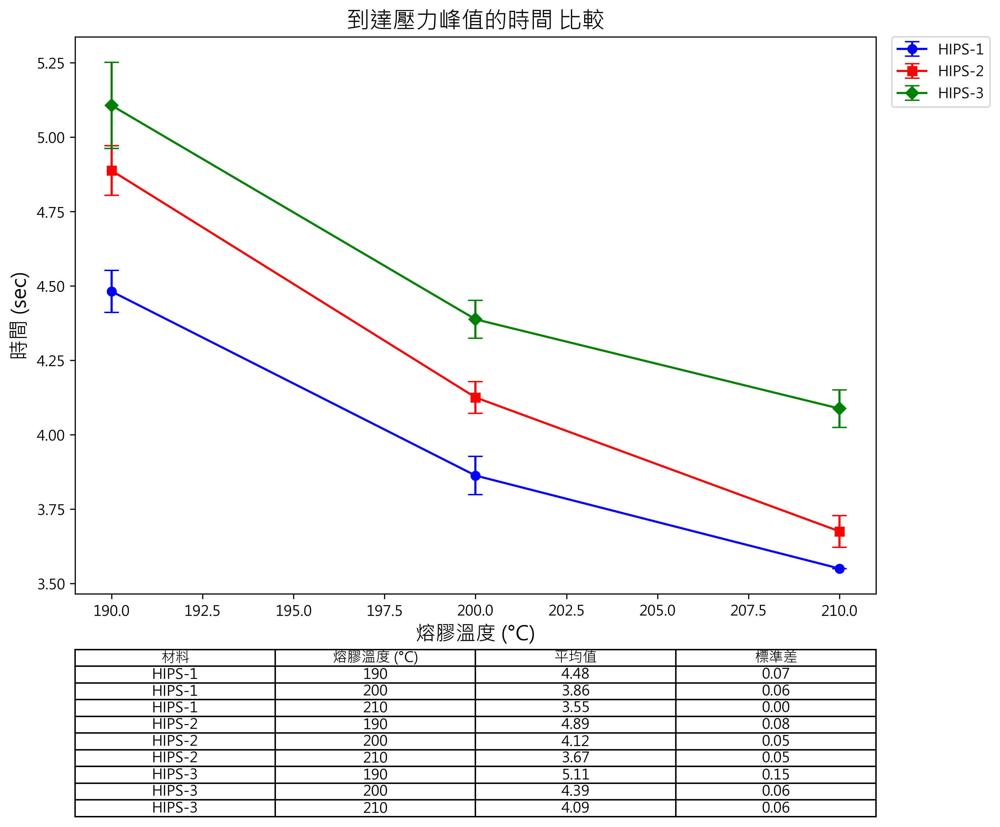 到達壓力峰值的時間 比較
HIPS-1
HIPS-2
HIPS-3
時間 (sec)
5.25
5.00
4.75
4.50
4.25
4.00
3.75
3.50
190.0 192.5 195.0 197.5 200.0 202.5 205.0 207.5 210.0
熔膠溫度 (°C)
材料 熔膠溫度 (°C) 平均值 標準差
HIPS-1 190 4.48 0.07
HIPS-1 200 3.86 0.06
HIPS-1 210 3.55 0.00
HIPS-2 190 4.89 0.08
HIPS-2 200 4.12 0.05
HIPS-2 210 3.67 0.05
HIPS-3 190 5.11 0.15
HIPS-3 200 4.39 0.06
HIPS-3 210 4.09 0.06